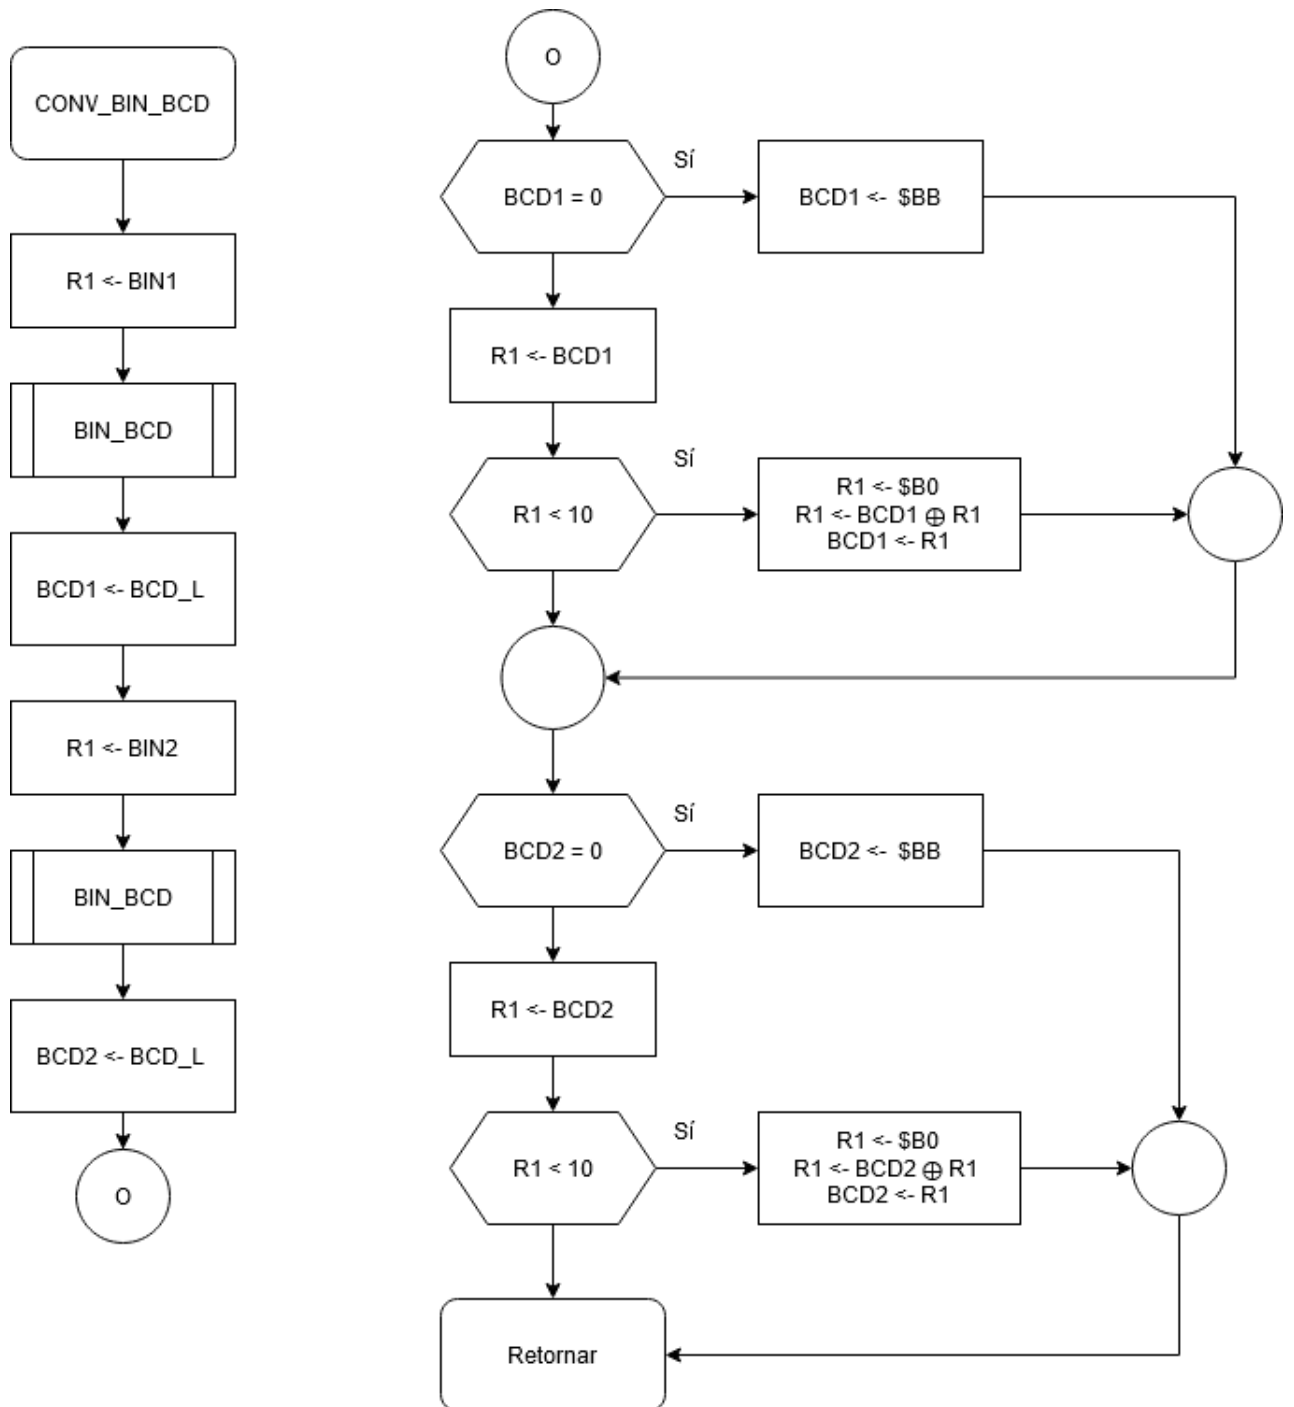 CONV_BIN_BCD
R1 <- BIN1
BIN_BCD
BCD1 <- BCD_L
R1 <- BIN2
BIN_BCD
BCD2 <- BCD_L
O
O
BCD1 = 0
Sí
BCD1 <- $BB
R1 <- BCD1
R1 < 10
Sí
R1 <- $B0
R1 <- BCD1 ⊕ R1
BCD1 <- R1
BCD2 = 0
Sí
BCD2 <- $BB
R1 <- BCD2
R1 < 10
Sí
R1 <- $B0
R1 <- BCD2 ⊕ R1
BCD2 <- R1
Retornar